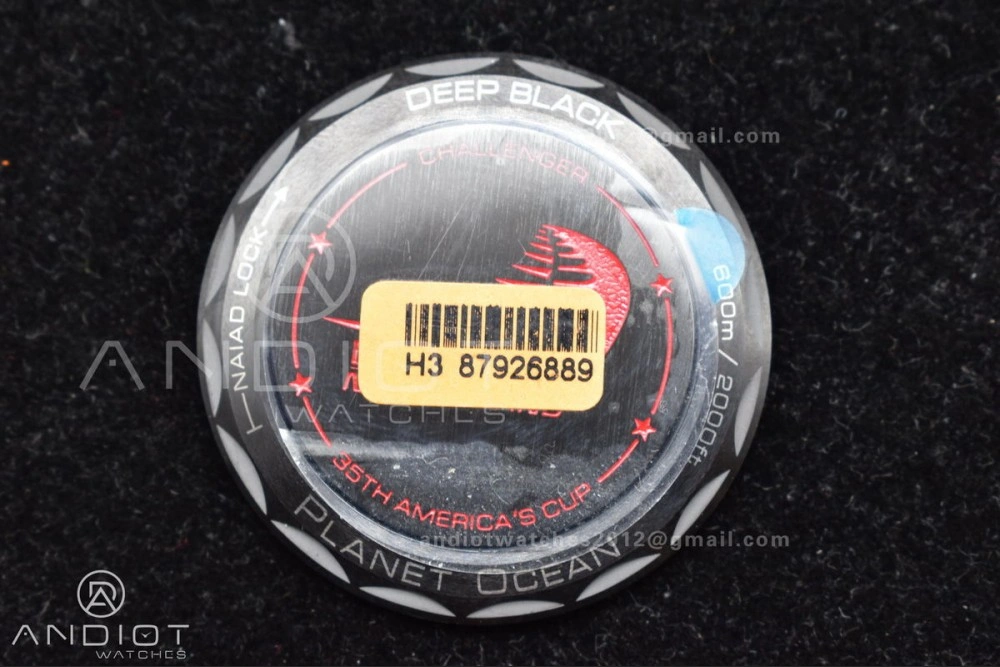 DEEP BLACK
@gmail.com
CHALLENGER
NAIAD LOCK
600m / 2000ft
ANDIOT
WATCHES
H3 87926889
35TH AMERICA'S CUP
andiotwatches2012@gmail.com
PLANET OCEAN
ANDIOT
WATCHES